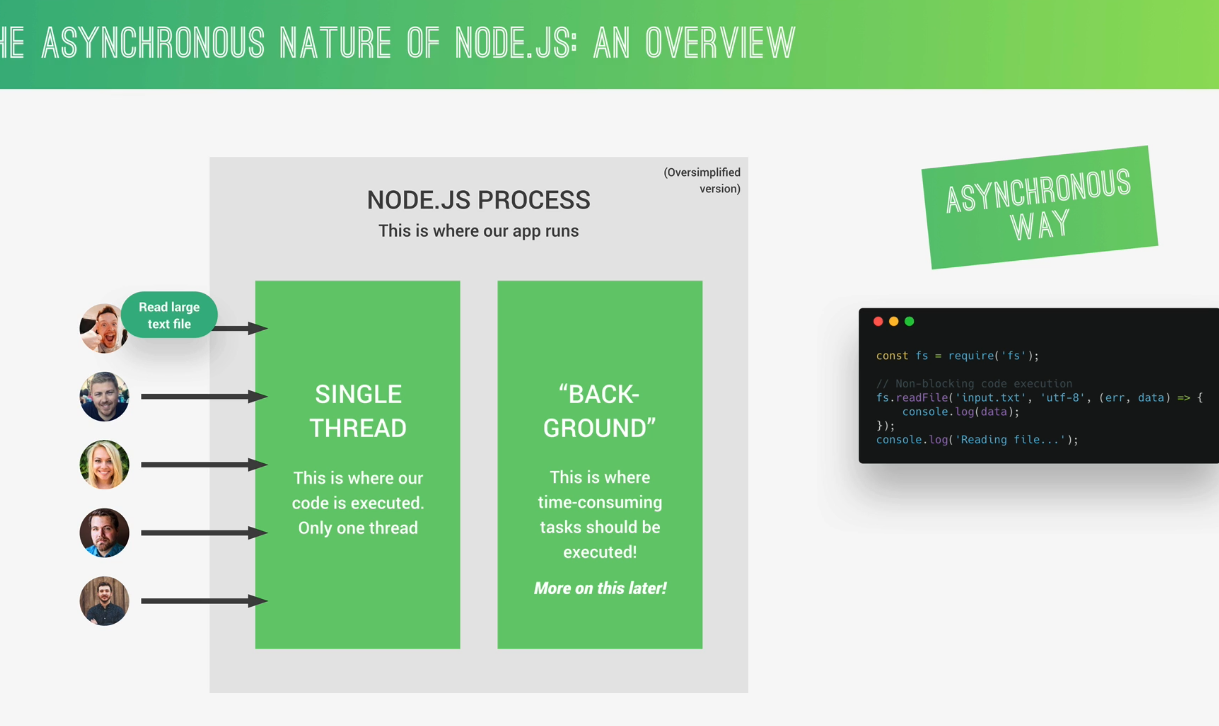 HE ASYNCHRONOUS NATURE OF NODE.JS: AN OVERVIEW
(Oversimplified
version)
NODE.JS PROCESS
This is where our app runs
Read large
text file
SINGLE
THREAD
This is where our
code is executed.
Only one thread
“BACK-
GROUND”
This is where
time-consuming
tasks should be
executed!
More on this later!
ASYNCHRONOUS
WAY
const fs = require('fs');
// Non-blocking code execution
fs.readFile('input.txt', 'utf-8', (err, data) => {
    console.log(data);
});
console.log('Reading file...');